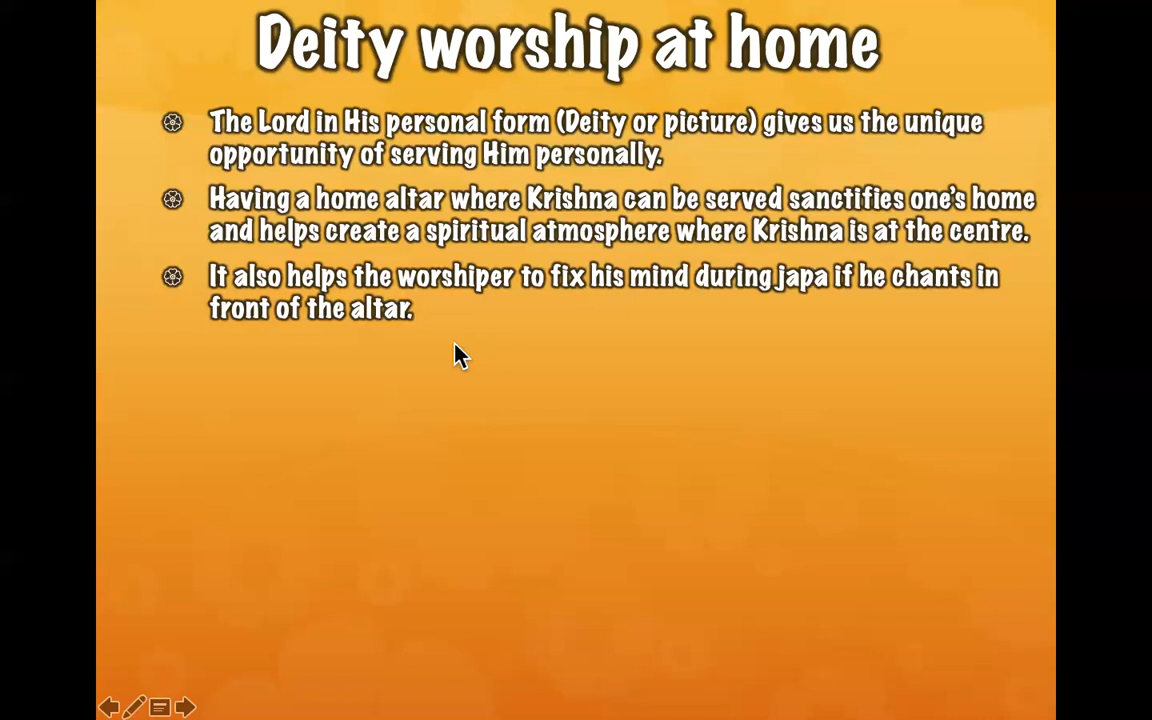 Deity worship at home
The Lord in His personal form (Deity or picture) gives us the unique
opportunity of serving Him personally.
Having a home altar where Krishna can be served sanctifies one's home
and helps create a spiritual atmosphere where Krishna is at the centre.
It also helps the worshiper to fix his mind during japa if he chants in
front of the altar.